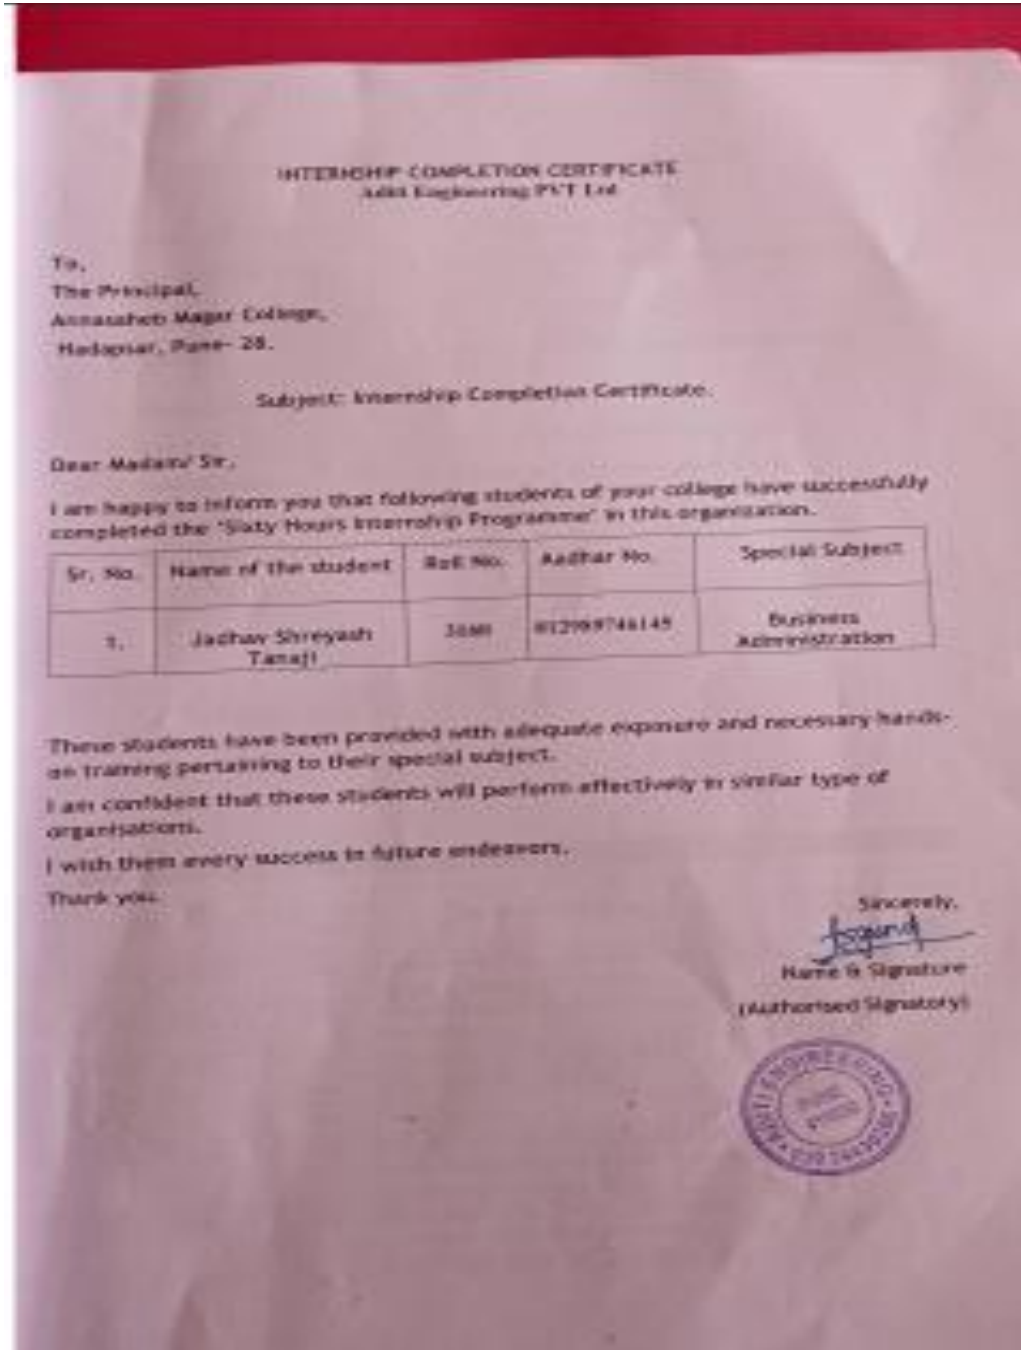 INTERNSHIP COMPLETION CERTIFICATE
Aditi Engineering PVT Ltd
To,
The Principal,
Annasaheb Magar College,
Hadapsar, Pune- 28.
Subject: Internship Completion Certificate.
Dear Madam/ Sir,
I am happy to inform you that following students of your college have successfully
completed the "Sixty Hours Internship Programme" in this organization.
Sr. No. Name of the student Roll No. Aadhar No. Special Subject
1. Jadhav Shreyash Business
Tanaji Administration
These students have been provided with adequate exposure and necessary hands-
on training pertaining to their special subject.
I am confident that these students will perform effectively in similar type of
organisations.
I wish them every success in future endeavors.
Thank you.
Sincerely,
Name & Signature
(Authorised Signatory)
ADITI ENGINEERING